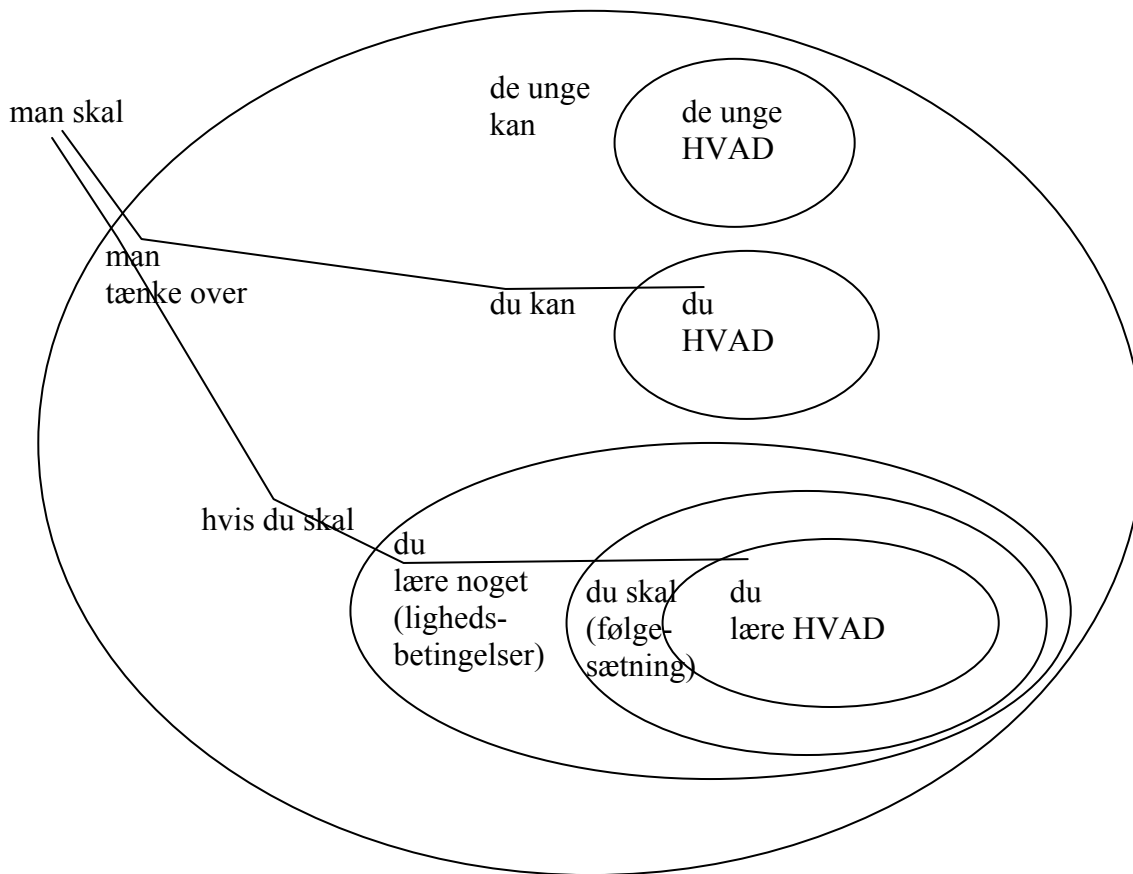 man skal
de unge
kan
de unge
HVAD
man
tænke over
du kan
du
HVAD
hvis du skal
du
lære noget
(ligheds-
betingelser)
du skal
(følge-
sætning)
du
lære HVAD